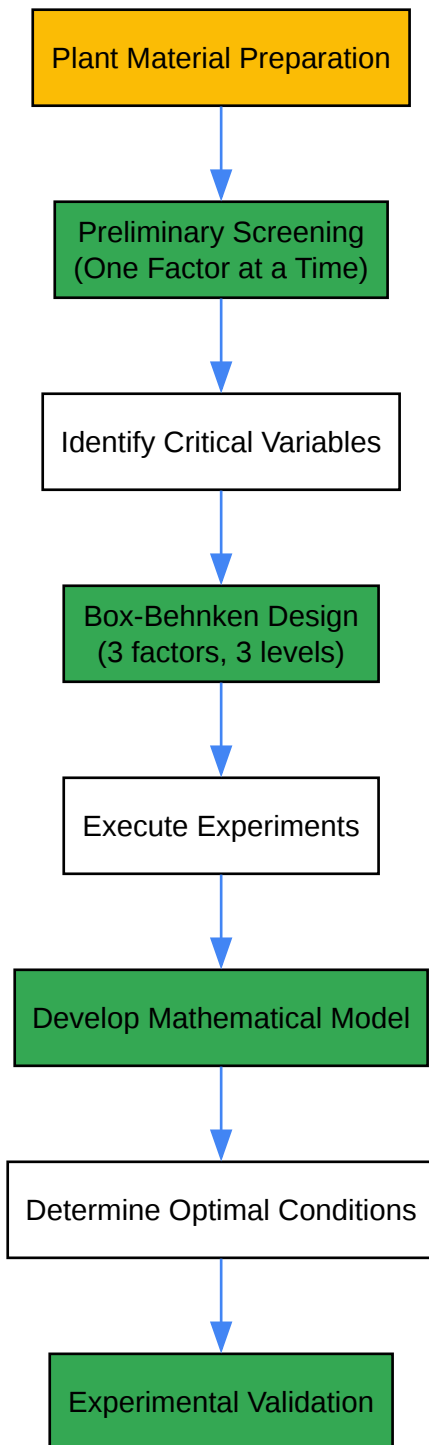 Plant Material Preparation
Preliminary Screening
(One Factor at a Time)
Identify Critical Variables
Box-Behnken Design
(3 factors, 3 levels)
Execute Experiments
Develop Mathematical Model
Determine Optimal Conditions
Experimental Validation